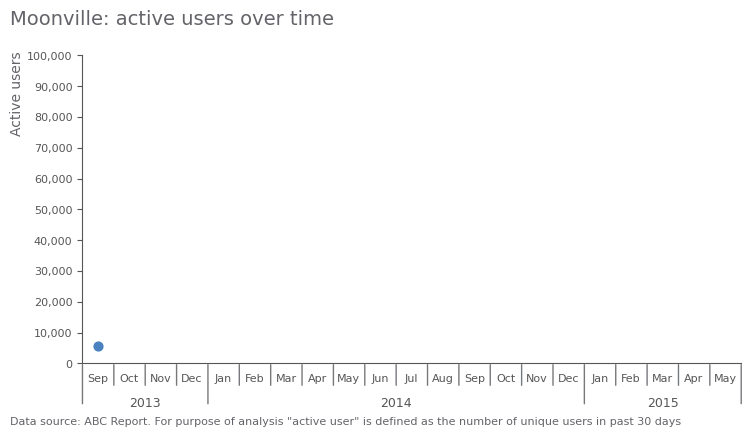 Moonville: active users over time
Active users
100,000
90,000
80,000
70,000
60,000
50,000
40,000
30,000
20,000
10,000
0
Sep Oct Nov Dec Jan Feb Mar Apr May Jun Jul Aug Sep Oct Nov Dec Jan Feb Mar Apr May
2013 2014 2015
Data source: ABC Report. For purpose of analysis "active user" is defined as the number of unique users in past 30 days